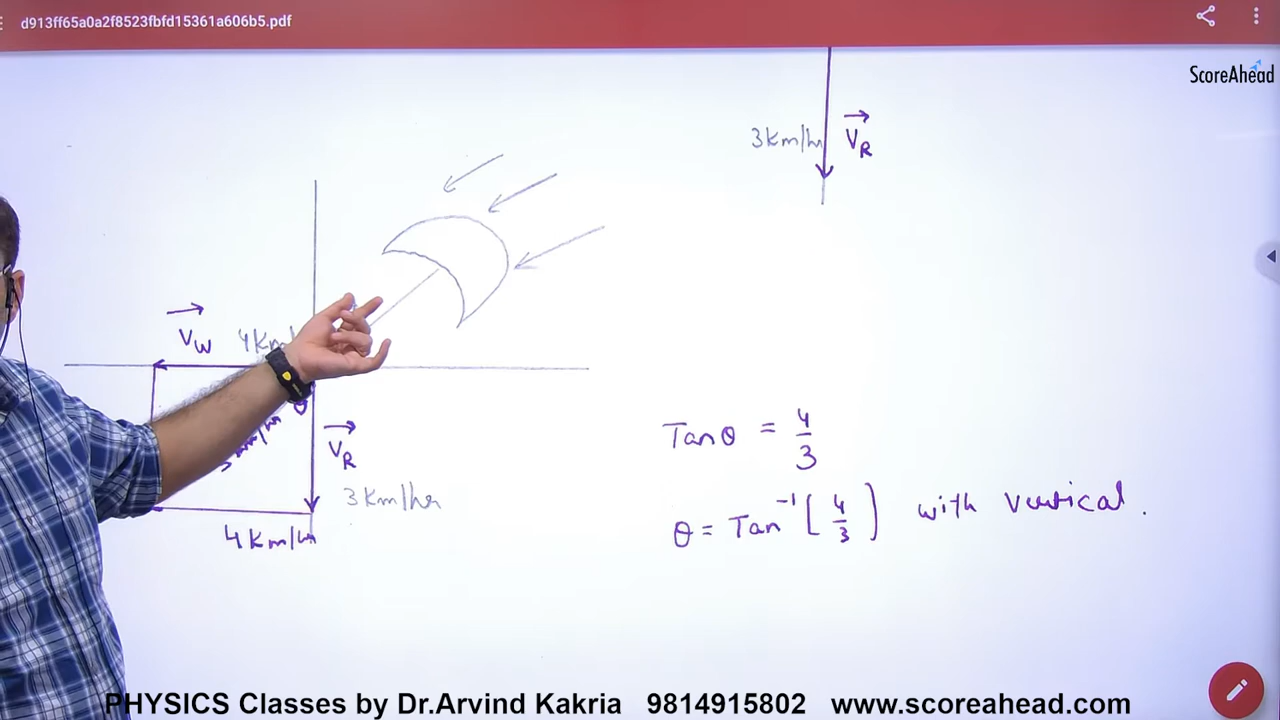 d913ff65a0a2f8523fbfd15361a606b5.pdf
ScoreAhead
3Km/hr V_R
V_W 4Km/
θ
V_R
3Km/hr
4Km/hr
Tanθ = 4/3
θ = Tan⁻¹ [4/3] with vertical.
PHYSICS Classes by Dr.Arvind Kakria 9814915802 www.scoreahead.com